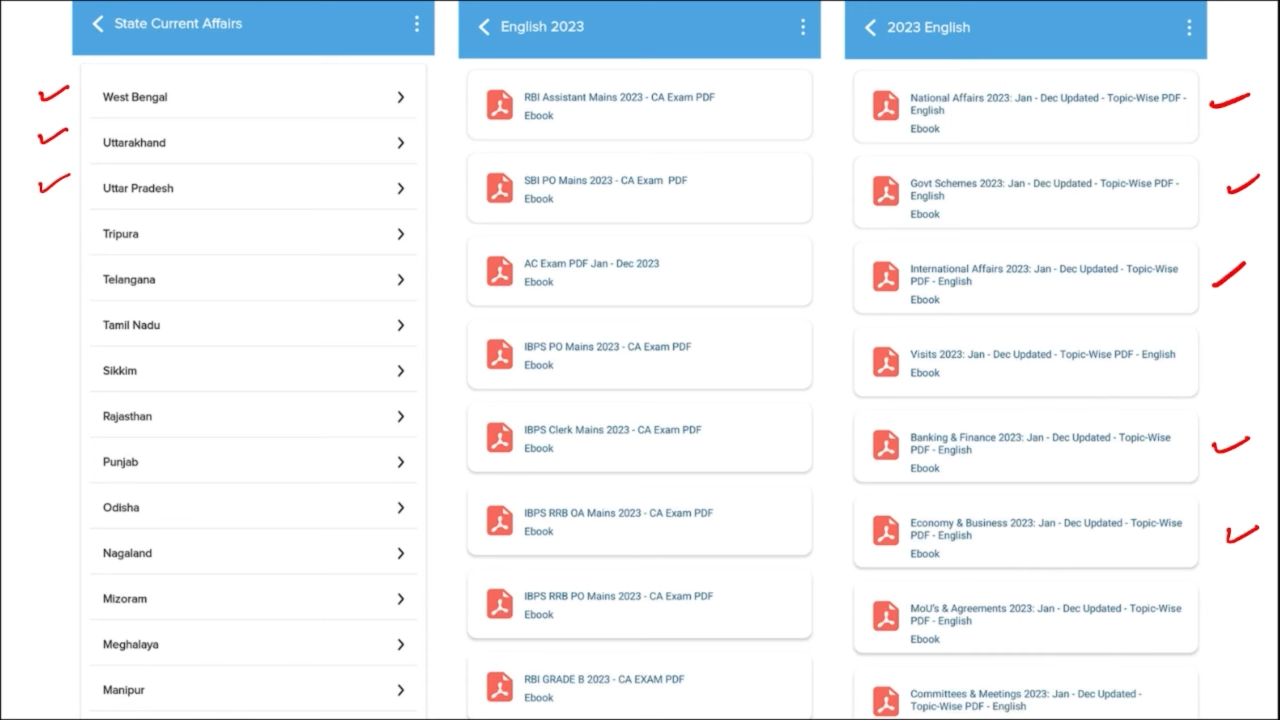 State Current Affairs
West Bengal
Uttarakhand
Uttar Pradesh
Tripura
Telangana
Tamil Nadu
Sikkim
Rajasthan
Punjab
Odisha
Nagaland
Mizoram
Meghalaya
Manipur
English 2023
RBI Assistant Mains 2023 - CA Exam PDF
Ebook
SBI PO Mains 2023 - CA Exam PDF
Ebook
AC Exam PDF Jan - Dec 2023
Ebook
IBPS PO Mains 2023 - CA Exam PDF
Ebook
IBPS Clerk Mains 2023 - CA Exam PDF
Ebook
IBPS RRB OA Mains 2023 - CA Exam PDF
Ebook
IBPS RRB PO Mains 2023 - CA Exam PDF
Ebook
RBI GRADE B 2023 - CA EXAM PDF
Ebook
2023 English
National Affairs 2023: Jan - Dec Updated - Topic-Wise PDF -
English
Ebook
Govt Schemes 2023: Jan - Dec Updated - Topic-Wise PDF -
English
Ebook
International Affairs 2023: Jan - Dec Updated - Topic-Wise
PDF - English
Ebook
Visits 2023: Jan - Dec Updated - Topic-Wise PDF - English
Ebook
Banking & Finance 2023: Jan - Dec Updated - Topic-Wise
PDF - English
Ebook
Economy & Business 2023: Jan - Dec Updated - Topic-Wise
PDF - English
Ebook
MoU's & Agreements 2023: Jan - Dec Updated - Topic-Wise
PDF - English
Ebook
Committees & Meetings 2023: Jan - Dec Updated -
Topic-Wise PDF - English